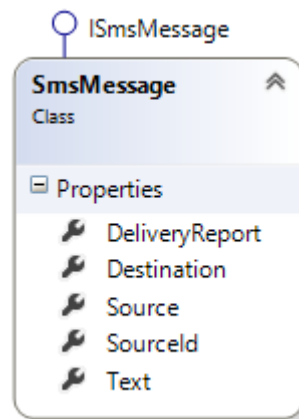 ISmsMessage
SmsMessage
Class
Properties
DeliveryReport
Destination
Source
SourceId
Text